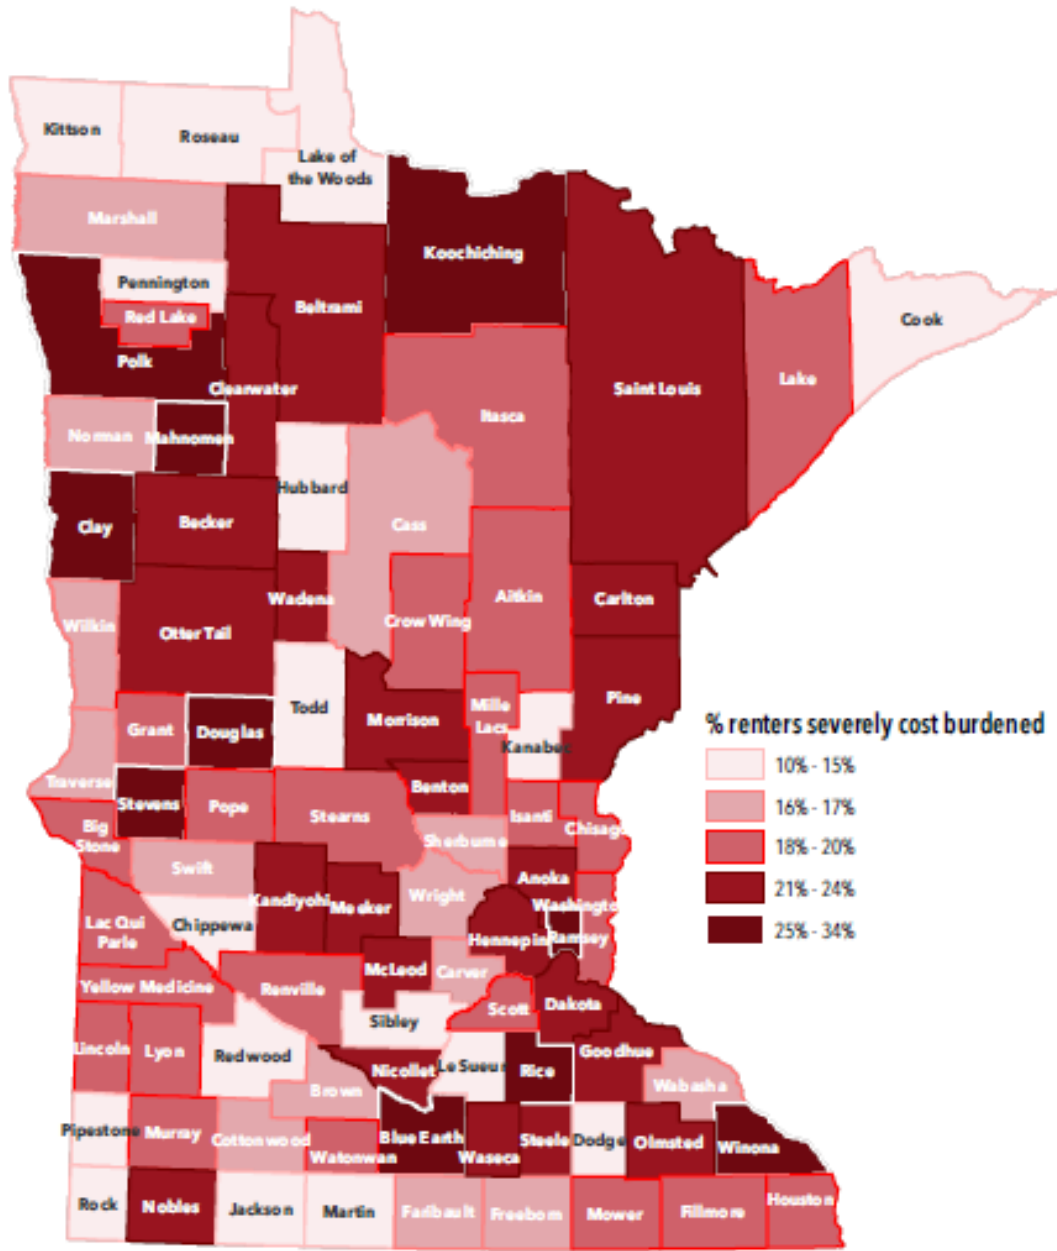 Kittson
Roseau
Lake of
the Woods
Marshall
Koochiching
Pennington
Beltrami
Red Lake
Cook
Polk
Lake
Clearwater
Saint Louis
Itasca
Norman
Mahnomen
Hubbard
Clay
Becker
Cass
Wadena
Aitkin
Carlton
Wilkin
Crow Wing
Otter Tail
Pine
Todd
Mille
Lacs
Morrison
Grant
Douglas
Kanabec
% renters severely cost burdened
10% - 15%
16% - 17%
18% - 20%
21% - 24%
25% - 34%
Traverse
Benton
Stevens
Pope
Stearns
Isanti
Chisago
Big
Stone
Sherburne
Swift
Anoka
Wright
Kandiyohi
Meeker
Washington
Lac Qui
Parle
Chippewa
Hennepin
Ramsey
McLeod
Carver
Yellow Medicine
Renville
Scott
Dakota
Sibley
Lincoln
Lyon
Redwood
Goodhue
Nicollet
Le Sueur
Rice
Brown
Wabasha
Pipestone
Murray
Cottonwood
Watonwan
Blue Earth
Waseca
Steele
Dodge
Olmsted
Winona
Rock
Nobles
Jackson
Martin
Faribault
Freeborn
Mower
Fillmore
Houston